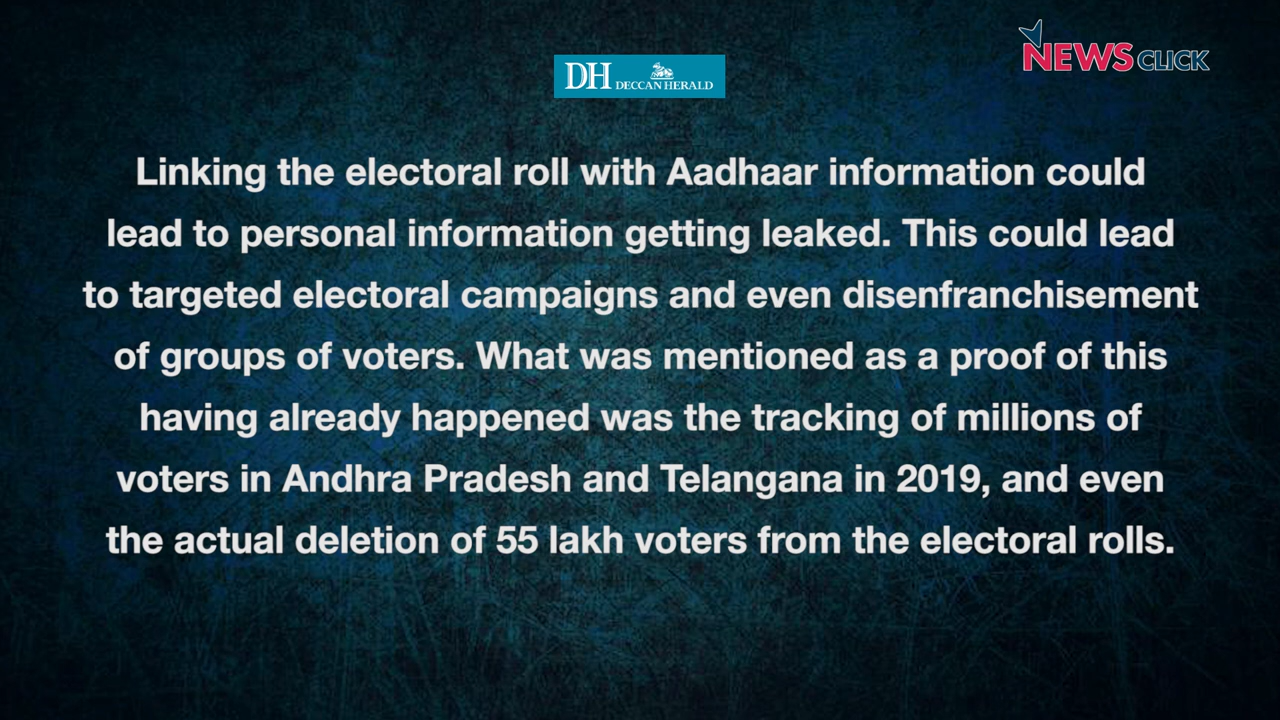 NEWS CLICK
DH DECCAN HERALD
Linking the electoral roll with Aadhaar information could
lead to personal information getting leaked. This could lead
to targeted electoral campaigns and even disenfranchisement
of groups of voters. What was mentioned as a proof of this
having already happened was the tracking of millions of
voters in Andhra Pradesh and Telangana in 2019, and even
the actual deletion of 55 lakh voters from the electoral rolls.